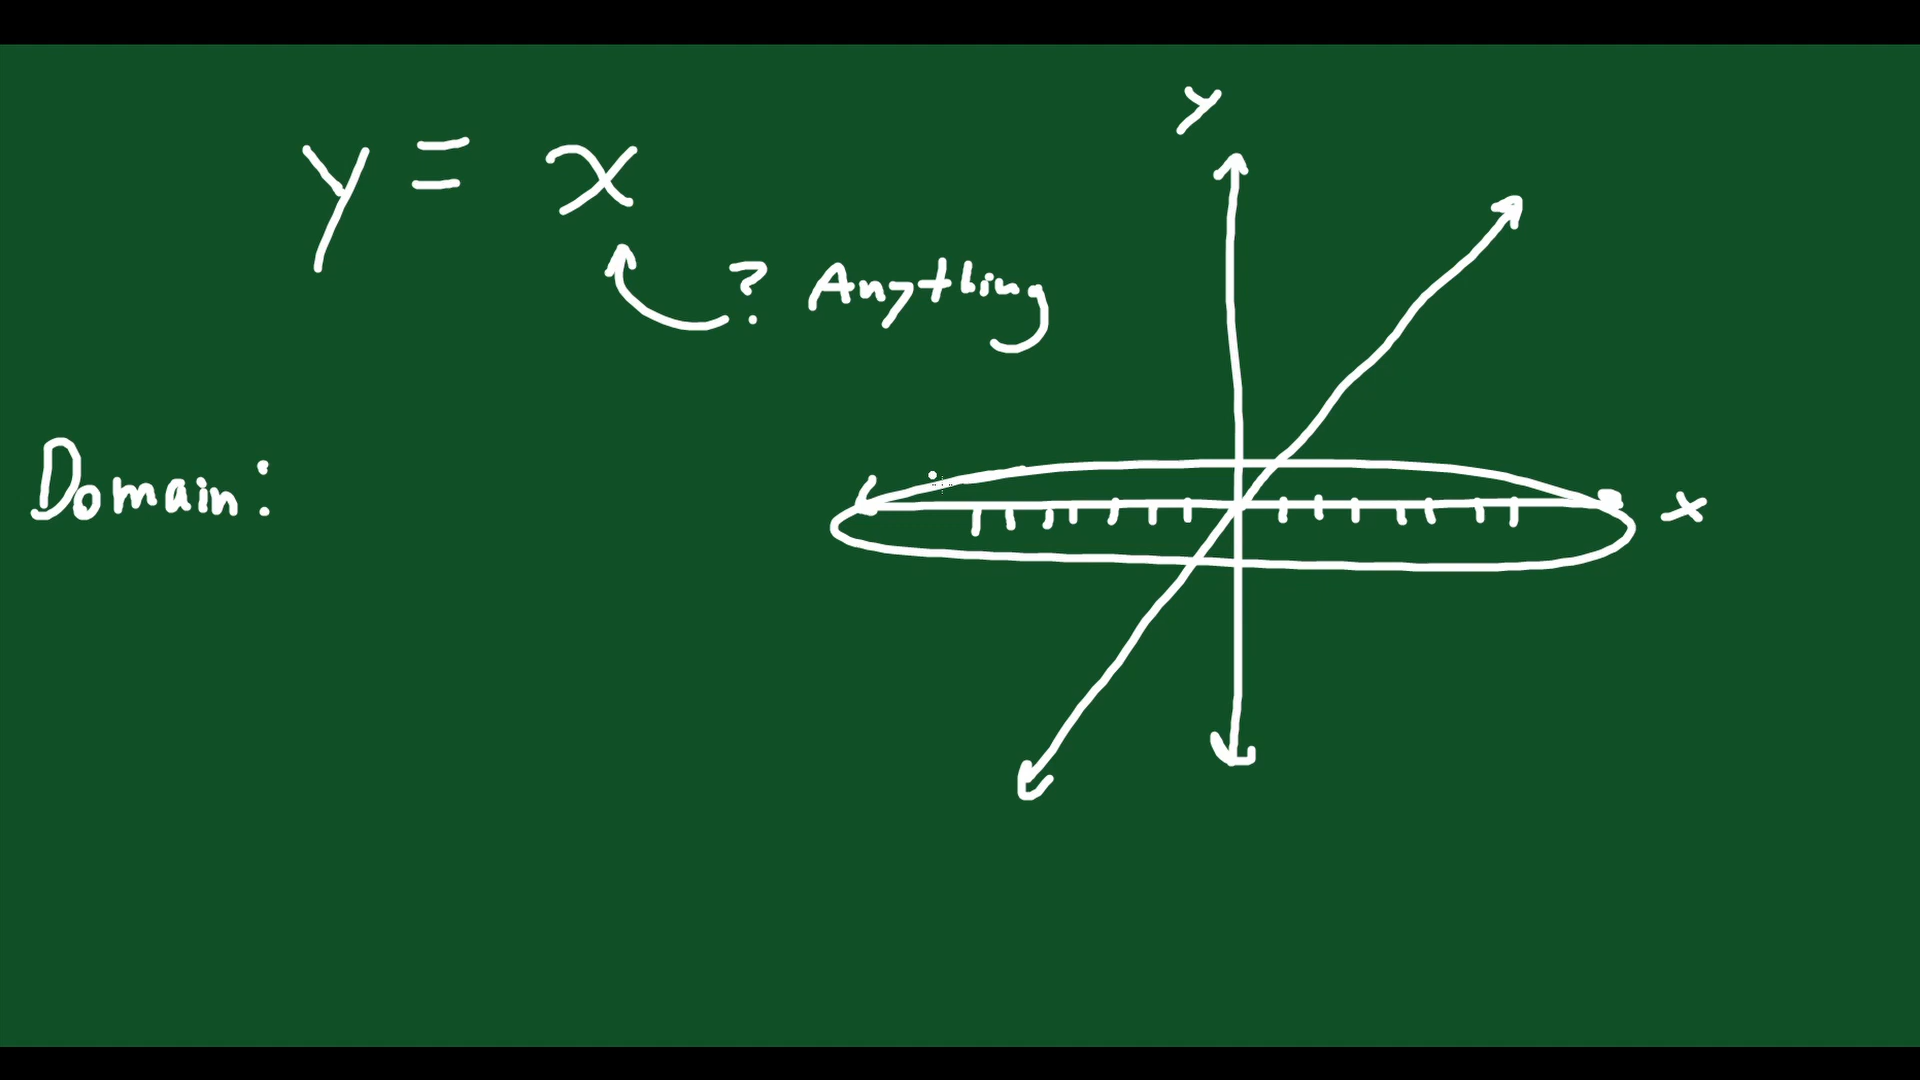 y
y = x
? Anything
Domain:
x